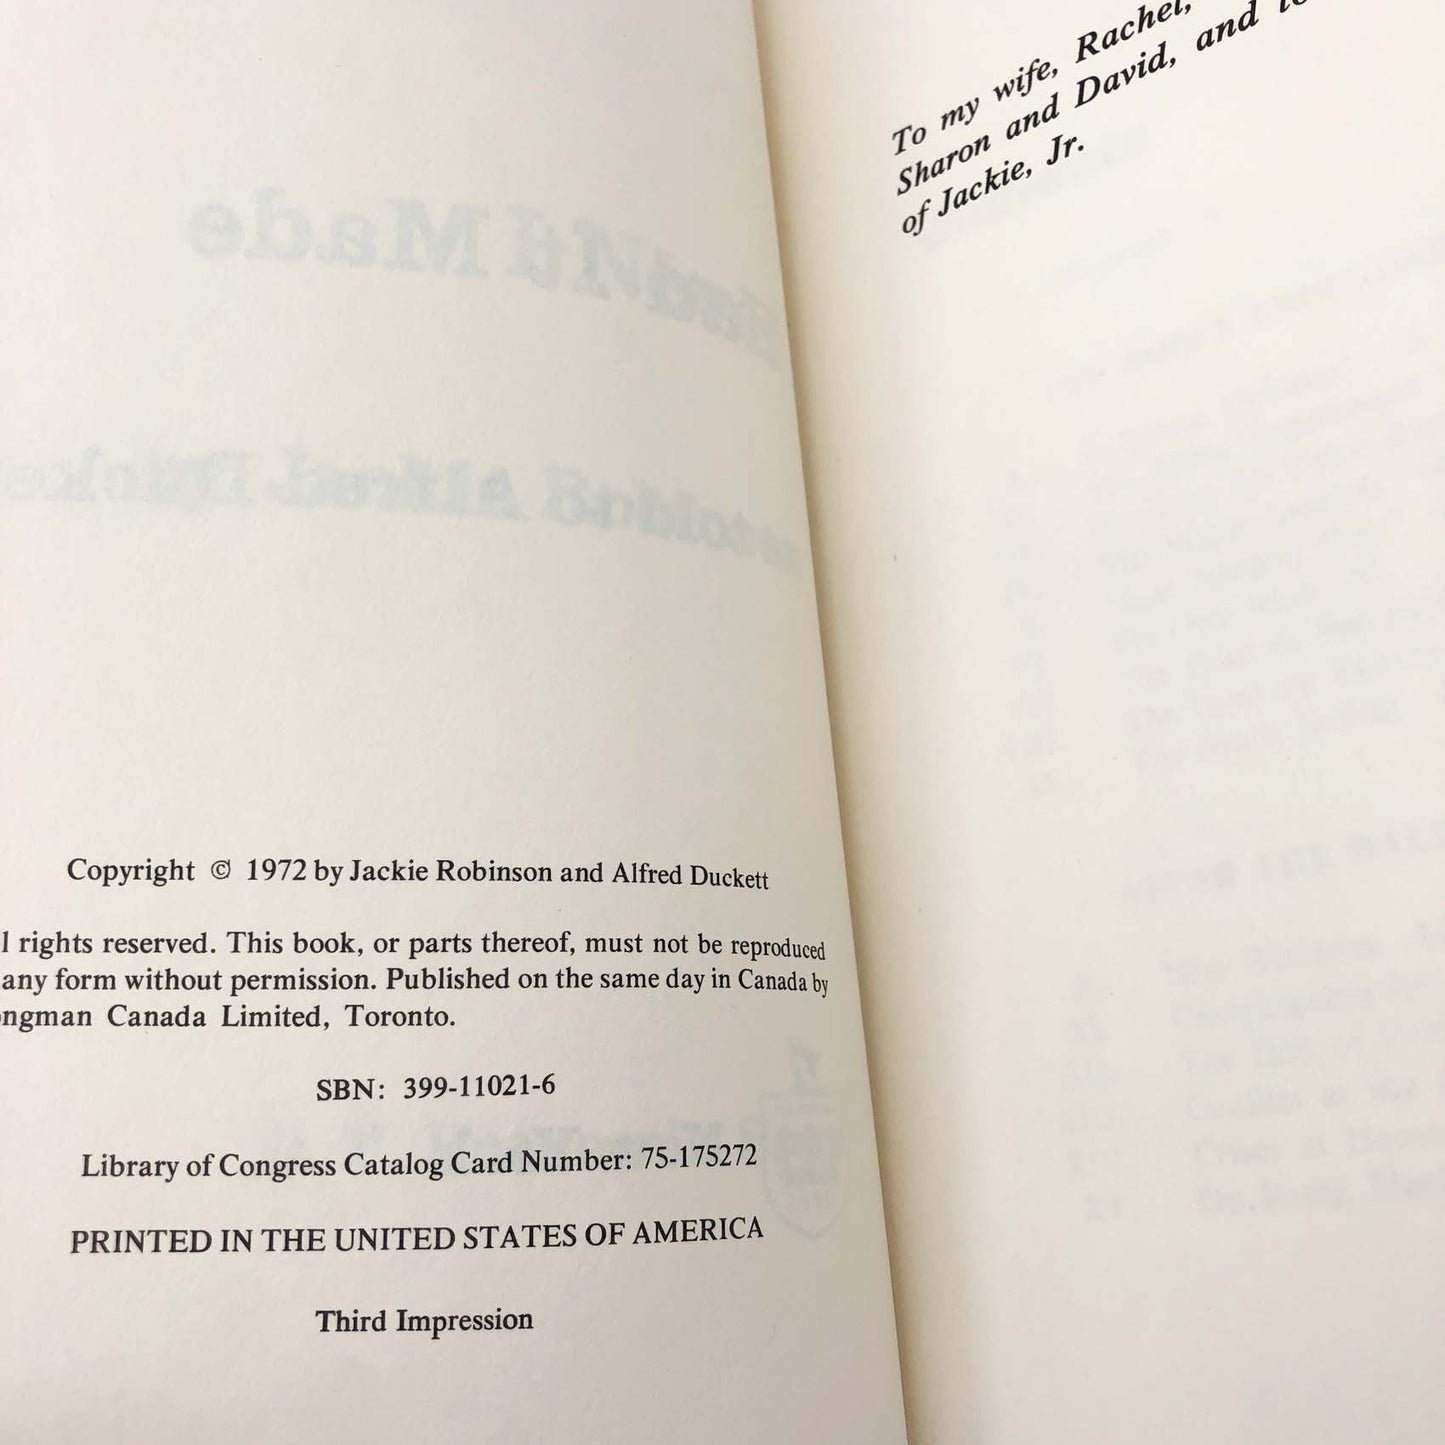 Copyright © 1972 by Jackie Robinson and Alfred Duckett
l rights reserved. This book, or parts thereof, must not be reproduced
any form without permission. Published on the same day in Canada by
ngman Canada Limited, Toronto.
SBN: 399-11021-6
Library of Congress Catalog Card Number: 75-175272
PRINTED IN THE UNITED STATES OF AMERICA
Third Impression
To my wife, Rachel,
Sharon and David, and to
of Jackie, Jr.